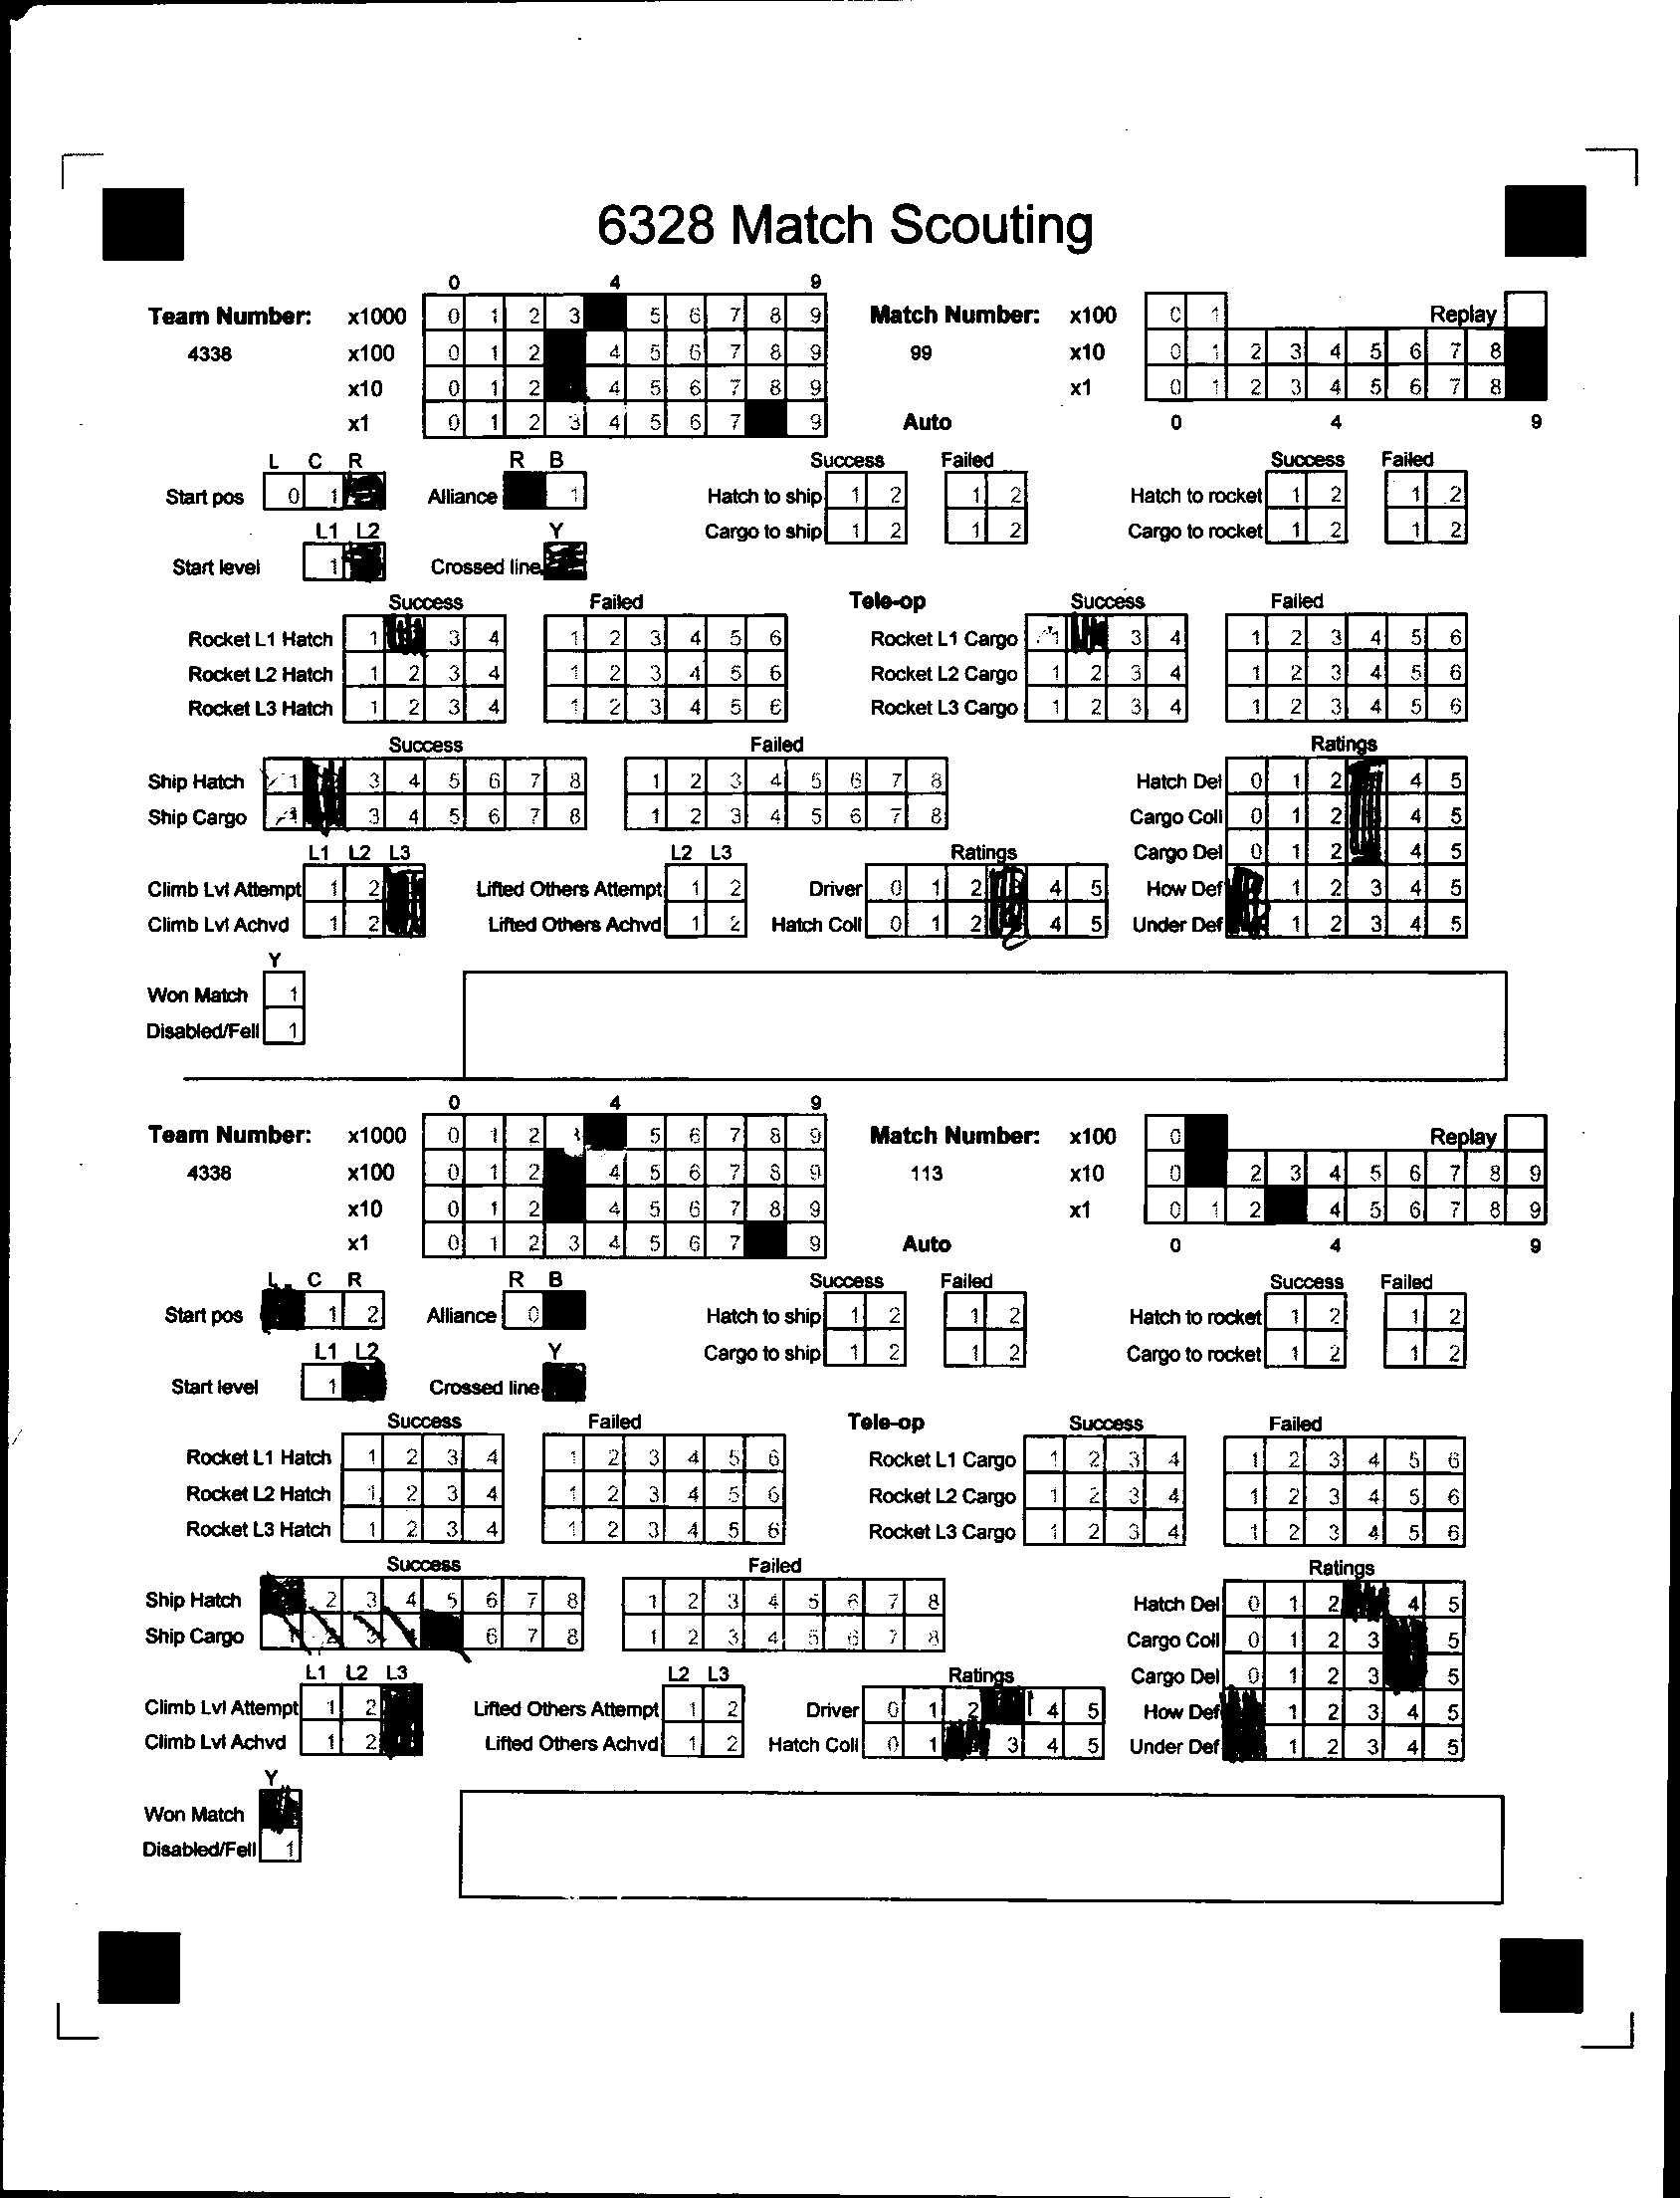 6328 Match Scouting
0 4 9
Team Number: x1000 0 1 2 3 5 6 7 8 9 Match Number: x100 0 1 Replay
4338 x100 0 1 2 4 5 6 7 8 9 99 x10 0 1 2 3 4 5 6 7 8
x10 0 1 2 4 5 6 7 8 9 x1 0 1 2 3 4 5 6 7 8
x1 0 1 2 3 4 5 6 7 9 Auto 0 4 9
L C R R B Success Failed Success Failed
Start pos 0 1 Alliance 1 Hatch to ship 1 2 1 2 Hatch to rocket 1 2 1 2
L1 L2 Y Cargo to ship 1 2 1 2 Cargo to rocket 1 2 1 2
Start level 1 Crossed line
Success Failed Tele-op Success Failed
Rocket L1 Hatch 1 3 4 1 2 3 4 5 6 Rocket L1 Cargo 1 3 4 1 2 3 4 5 6
Rocket L2 Hatch 1 2 3 4 1 2 3 4 5 6 Rocket L2 Cargo 1 2 3 4 1 2 3 4 5 6
Rocket L3 Hatch 1 2 3 4 1 2 3 4 5 6 Rocket L3 Cargo 1 2 3 4 1 2 3 4 5 6
Success Failed Ratings
Ship Hatch 1 3 4 5 6 7 8 1 2 3 4 5 6 7 8 Hatch Del 0 1 2 4 5
Ship Cargo 1 3 4 5 6 7 8 1 2 3 4 5 6 7 8 Cargo Coll 0 1 2 4 5
L1 L2 L3 L2 L3 Ratings Cargo Del 0 1 2 4 5
Climb Lvl Attempt 1 2 Lifted Others Attempt 1 2 Driver 0 1 2 4 5 How Def 1 2 3 4 5
Climb Lvl Achvd 1 2 Lifted Others Achvd 1 2 Hatch Coll 0 1 2 4 5 Under Def 1 2 3 4 5
Y
Won Match 1
Disabled/Fell 1
0 4 9
Team Number: x1000 0 1 2 3 5 6 7 8 9 Match Number: x100 0 Replay
4338 x100 0 1 2 4 5 6 7 8 9 113 x10 0 2 3 4 5 6 7 8 9
x10 0 1 2 4 5 6 7 8 9 x1 0 1 2 4 5 6 7 8 9
x1 0 1 2 3 4 5 6 7 9 Auto 0 4 9
L C R R B Success Failed Success Failed
Start pos 1 2 Alliance 0 Hatch to ship 1 2 1 2 Hatch to rocket 1 2 1 2
L1 L2 Y Cargo to ship 1 2 1 2 Cargo to rocket 1 2 1 2
Start level 1 Crossed line
Success Failed Tele-op Success Failed
Rocket L1 Hatch 1 2 3 4 1 2 3 4 5 6 Rocket L1 Cargo 1 2 3 4 1 2 3 4 5 6
Rocket L2 Hatch 1 2 3 4 1 2 3 4 5 6 Rocket L2 Cargo 1 2 3 4 1 2 3 4 5 6
Rocket L3 Hatch 1 2 3 4 1 2 3 4 5 6 Rocket L3 Cargo 1 2 3 4 1 2 3 4 5 6
Success Failed Ratings
Ship Hatch 2 3 4 5 6 7 8 1 2 3 4 5 6 7 8 Hatch Del 0 1 2 4 5
Ship Cargo 1 2 3 4 6 7 8 1 2 3 4 5 6 7 8 Cargo Coll 0 1 2 3 5
L1 L2 L3 L2 L3 Ratings Cargo Del 0 1 2 3 5
Climb Lvl Attempt 1 2 Lifted Others Attempt 1 2 Driver 0 1 2 4 5 How Def 1 2 3 4 5
Climb Lvl Achvd 1 2 Lifted Others Achvd 1 2 Hatch Coll 0 1 3 4 5 Under Def 1 2 3 4 5
Y
Won Match
Disabled/Fell 1